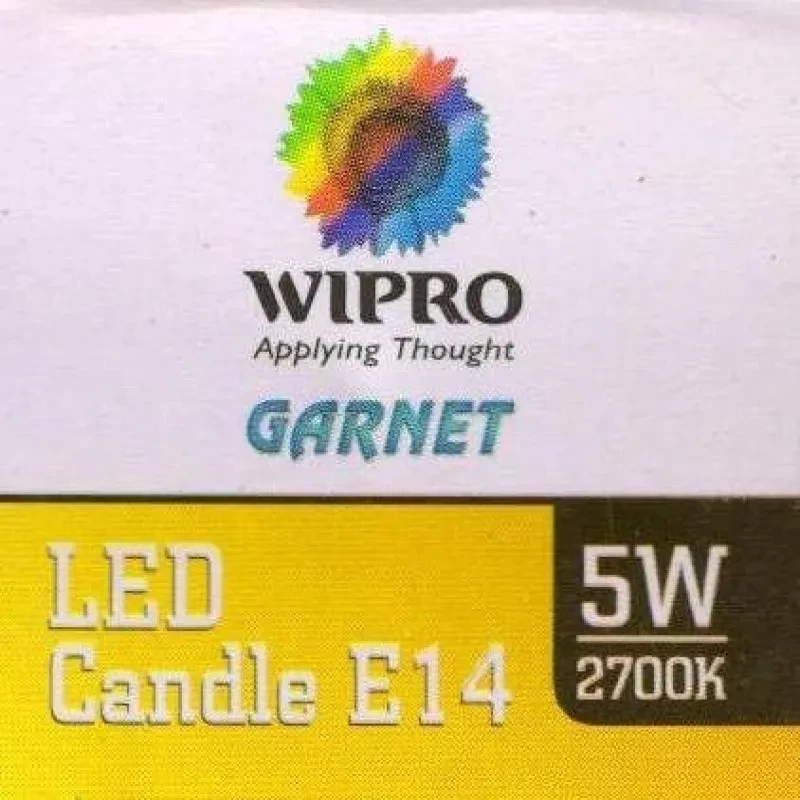 WIPRO
Applying Thought
GARNET
LED
Candle E14
5W
2700K